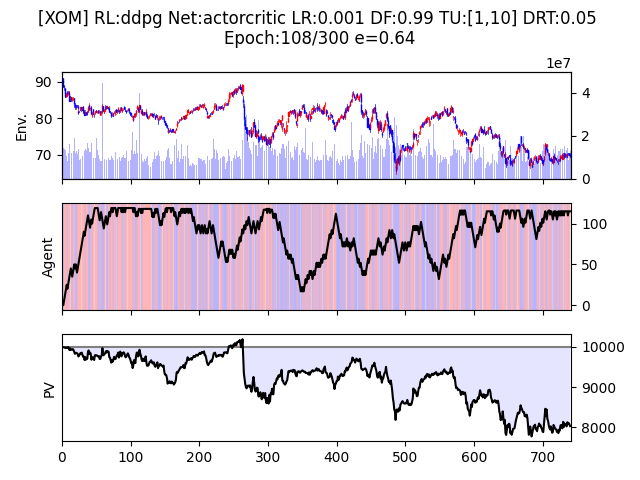 [XOM] RL:ddpg Net:actorcritic LR:0.001 DF:0.99 TU:[1,10] DRT:0.05
Epoch:108/300 e=0.64
1e7
Env.
90
80
70
4
2
0
Agent
100
50
0
PV
10000
9000
8000
0 100 200 300 400 500 600 700